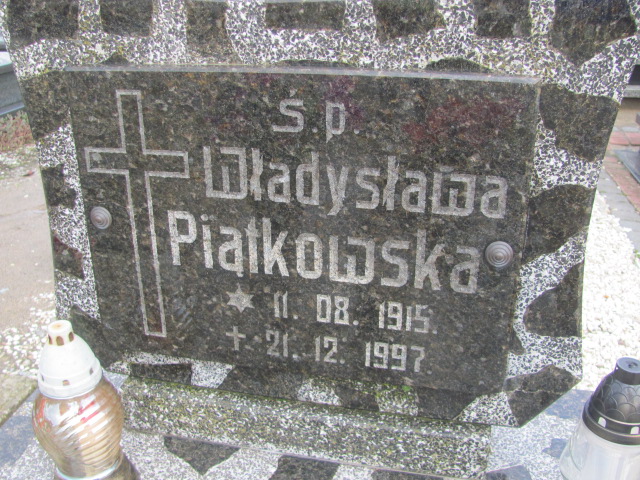 Ś.p.
Władysława
Piątkowska
* 11. 08. 1915.
+ 21. 12. 1997